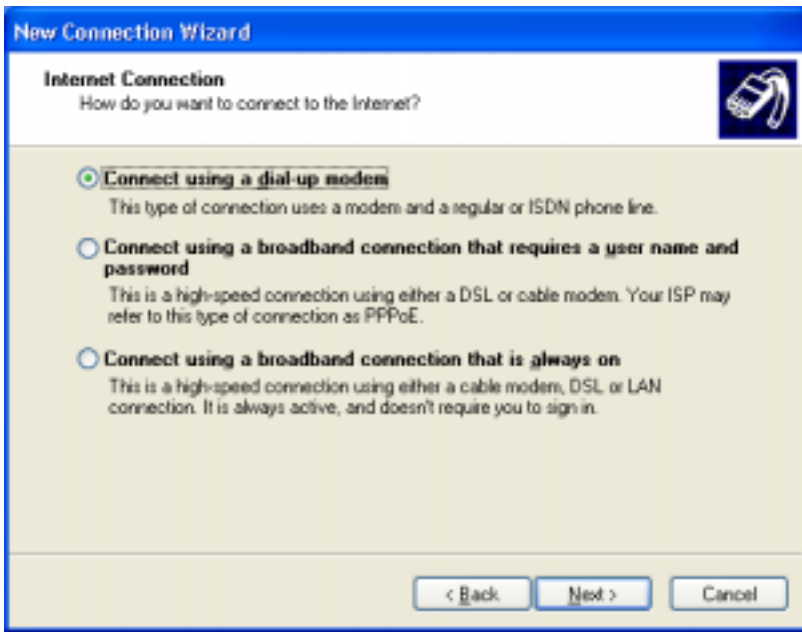 New Connection Wizard
Internet Connection
How do you want to connect to the Internet?
Connect using a dial-up modem
This type of connection uses a modem and a regular or ISDN phone line.
Connect using a broadband connection that requires a user name and
password
This is a high-speed connection using either a DSL or cable modem. Your ISP may
refer to this type of connection as PPPoE.
Connect using a broadband connection that is always on
This is a high-speed connection using either a cable modem, DSL or LAN
connection. It is always active, and doesn't require you to sign in.
< Back Next > Cancel